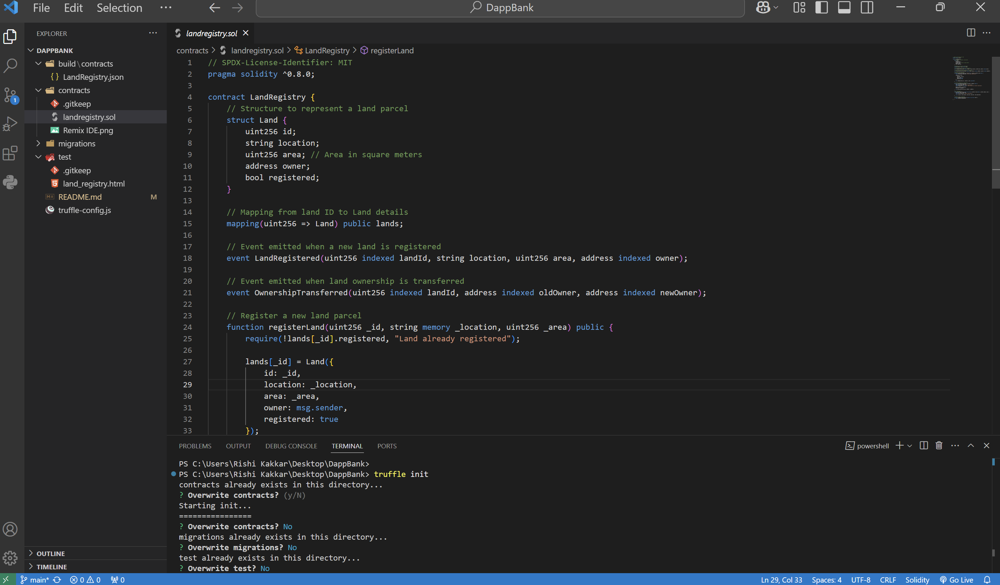 File Edit Selection ··· DappBank
EXPLORER ···
DAPPBANK
build\contracts
{} LandRegistry.json
contracts
.gitkeep
landregistry.sol
Remix IDE.png
migrations
test
.gitkeep
land_registry.html
README.md M
truffle-config.js
OUTLINE
TIMELINE
1
landregistry.sol
contracts > landregistry.sol > LandRegistry > registerLand
1 // SPDX-License-Identifier: MIT
2 pragma solidity ^0.8.0;
3
4 contract LandRegistry {
5 // Structure to represent a land parcel
6 struct Land {
7 uint256 id;
8 string location;
9 uint256 area; // Area in square meters
10 address owner;
11 bool registered;
12 }
13
14 // Mapping from land ID to Land details
15 mapping(uint256 => Land) public lands;
16
17 // Event emitted when a new land is registered
18 event LandRegistered(uint256 indexed landId, string location, uint256 area, address indexed owner);
19
20 // Event emitted when land ownership is transferred
21 event OwnershipTransferred(uint256 indexed landId, address indexed oldOwner, address indexed newOwner);
22
23 // Register a new land parcel
24 function registerLand(uint256 _id, string memory _location, uint256 _area) public {
25 require(!lands[_id].registered, "Land already registered");
26
27 lands[_id] = Land({
28 id: _id,
29 location: _location,
30 area: _area,
31 owner: msg.sender,
32 registered: true
33 });
PROBLEMS OUTPUT DEBUG CONSOLE TERMINAL PORTS powershell
PS C:\Users\Rishi Kakkar\Desktop\DappBank>
PS C:\Users\Rishi Kakkar\Desktop\DappBank> truffle init
contracts already exists in this directory...
? Overwrite contracts? (y/N)
Starting init...
================
? Overwrite contracts? No
migrations already exists in this directory...
? Overwrite migrations? No
test already exists in this directory...
? Overwrite test? No
main* 0 0 0 Ln 29, Col 33 Spaces: 4 UTF-8 CRLF Solidity Go Live